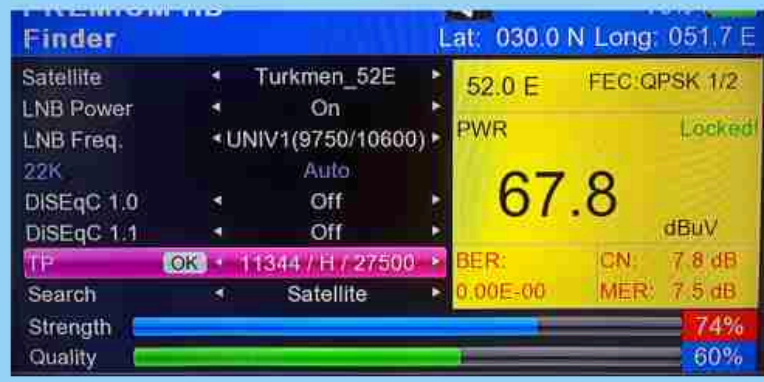 PREMIUM HD
Finder
Lat: 030.0 N Long: 051.7 E
Satellite Turkmen_52E
LNB Power On
LNB Freq. UNIV1(9750/10600)
22K Auto
DiSEqC 1.0 Off
DiSEqC 1.1 Off
TP OK 11344 / H / 27500
Search Satellite
52.0 E FEC:QPSK 1/2
PWR Locked!
67.8
dBuV
BER: CN: 7.8 dB
0.00E-00 MER: 7.5 dB
Strength 74%
Quality 60%